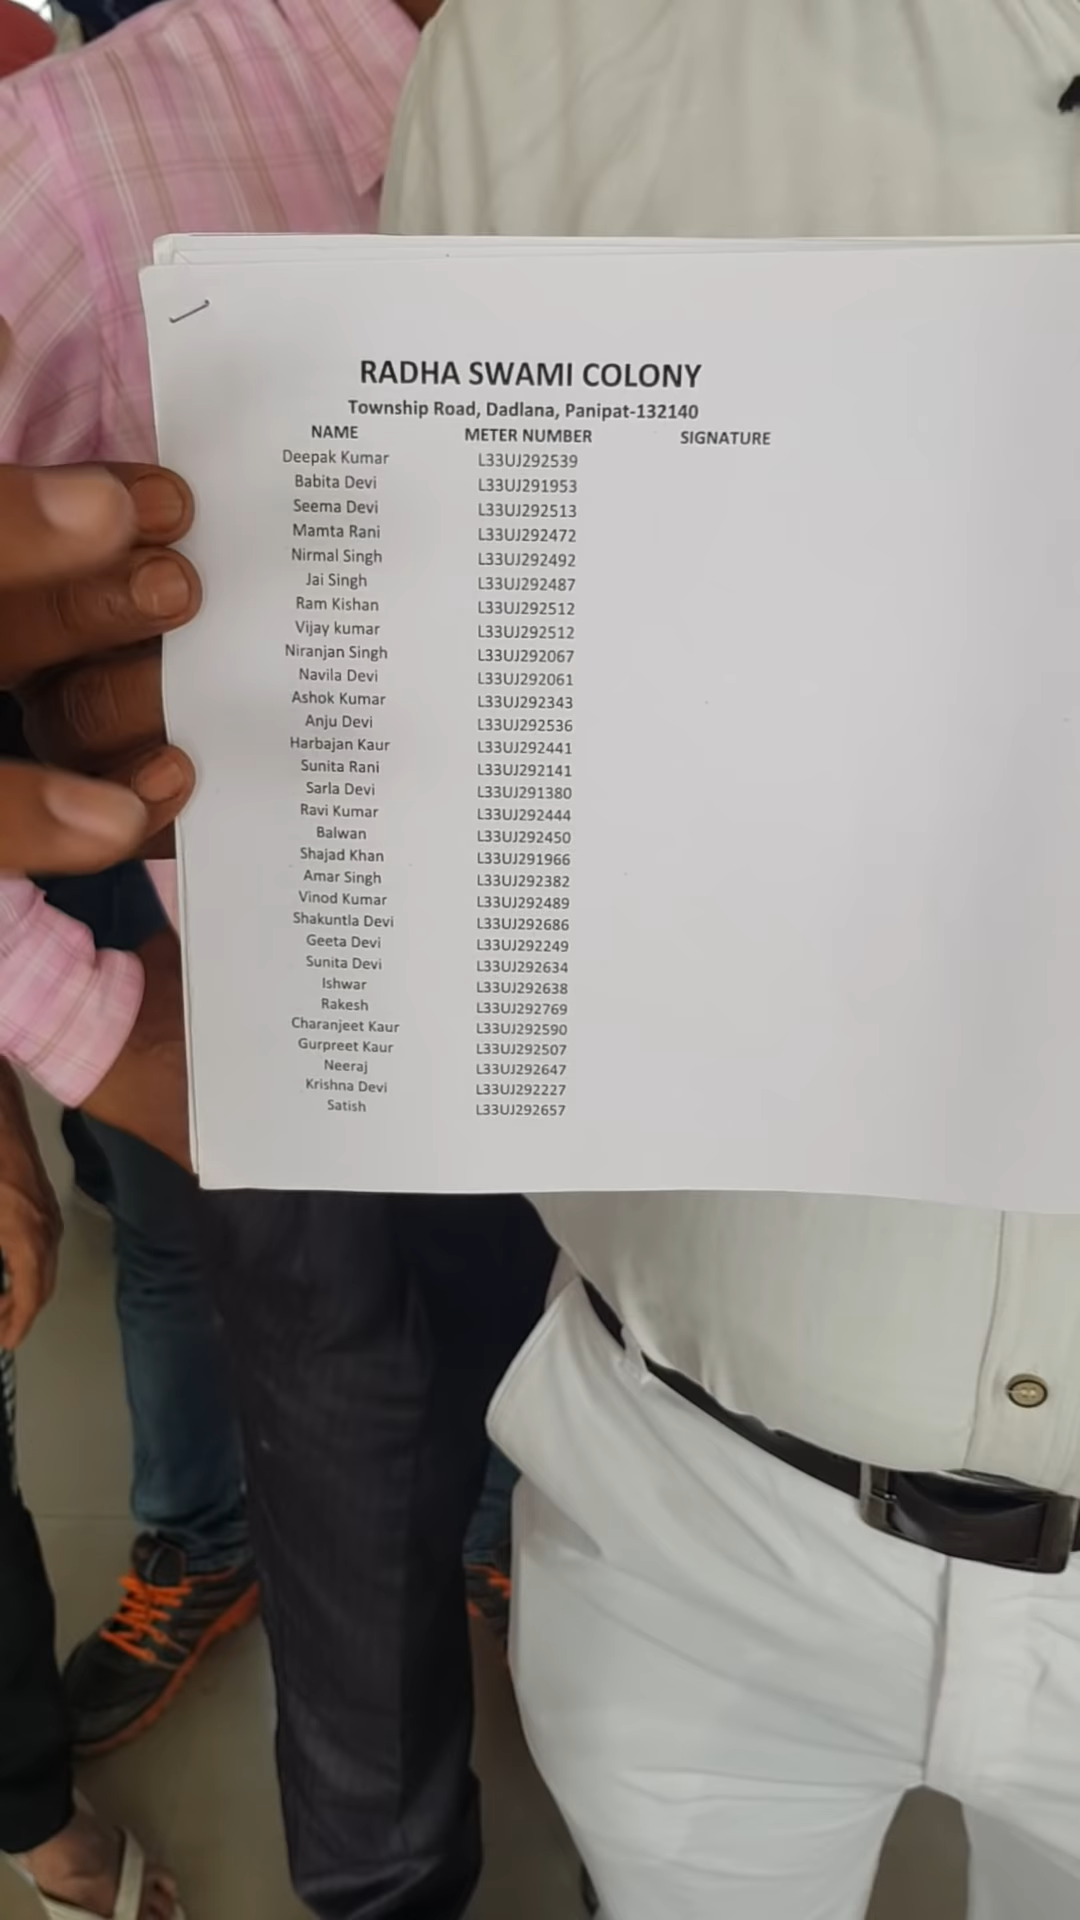 RADHA SWAMI COLONY
Township Road, Dadlana, Panipat-132140
NAME METER NUMBER SIGNATURE
Deepak Kumar L33UJ292539
Babita Devi L33UJ291953
Seema Devi L33UJ292513
Mamta Rani L33UJ292472
Nirmal Singh L33UJ292492
Jai Singh L33UJ292487
Ram Kishan L33UJ292512
Vijay kumar L33UJ292512
Niranjan Singh L33UJ292067
Navila Devi L33UJ292061
Ashok Kumar L33UJ292343
Anju Devi L33UJ292536
Harbajan Kaur L33UJ292441
Sunita Rani L33UJ292141
Sarla Devi L33UJ291380
Ravi Kumar L33UJ292444
Balwan L33UJ292450
Shajad Khan L33UJ291966
Amar Singh L33UJ292382
Vinod Kumar L33UJ292489
Shakuntla Devi L33UJ292686
Geeta Devi L33UJ292249
Sunita Devi L33UJ292634
Ishwar L33UJ292638
Rakesh L33UJ292769
Charanjeet Kaur L33UJ292590
Gurpreet Kaur L33UJ292507
Neeraj L33UJ292647
Krishna Devi L33UJ292227
Satish L33UJ292657